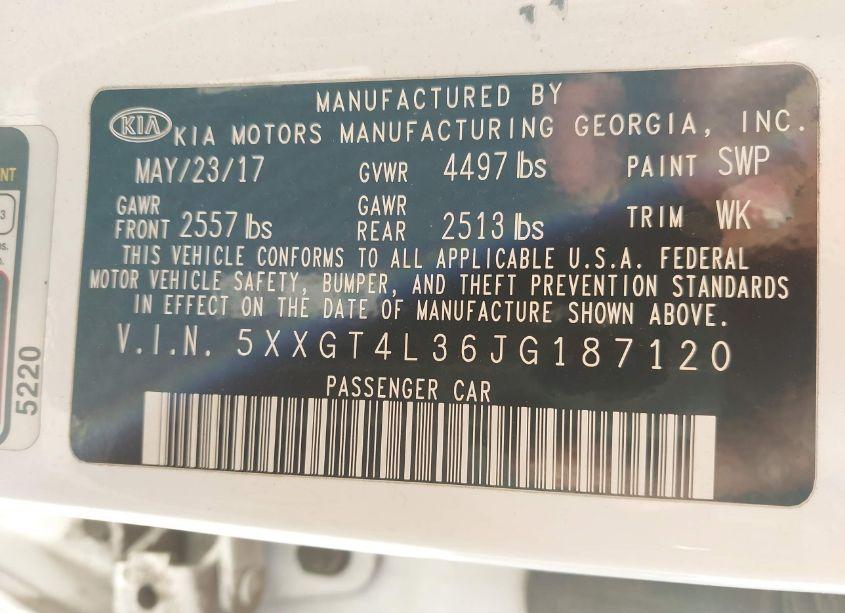 MANUFACTURED BY
KIA KIA MOTORS MANUFACTURING GEORGIA, INC.
MAY/23/17 GVWR 4497 lbs PAINT SWP
GAWR FRONT 2557 lbs GAWR REAR 2513 lbs TRIM WK
THIS VEHICLE CONFORMS TO ALL APPLICABLE U.S.A. FEDERAL
MOTOR VEHICLE SAFETY, BUMPER, AND THEFT PREVENTION STANDARDS
IN EFFECT ON THE DATE OF MANUFACTURE SHOWN ABOVE.
V.I.N. 5XXGT4L36JG187120
PASSENGER CAR
NT
3
5220